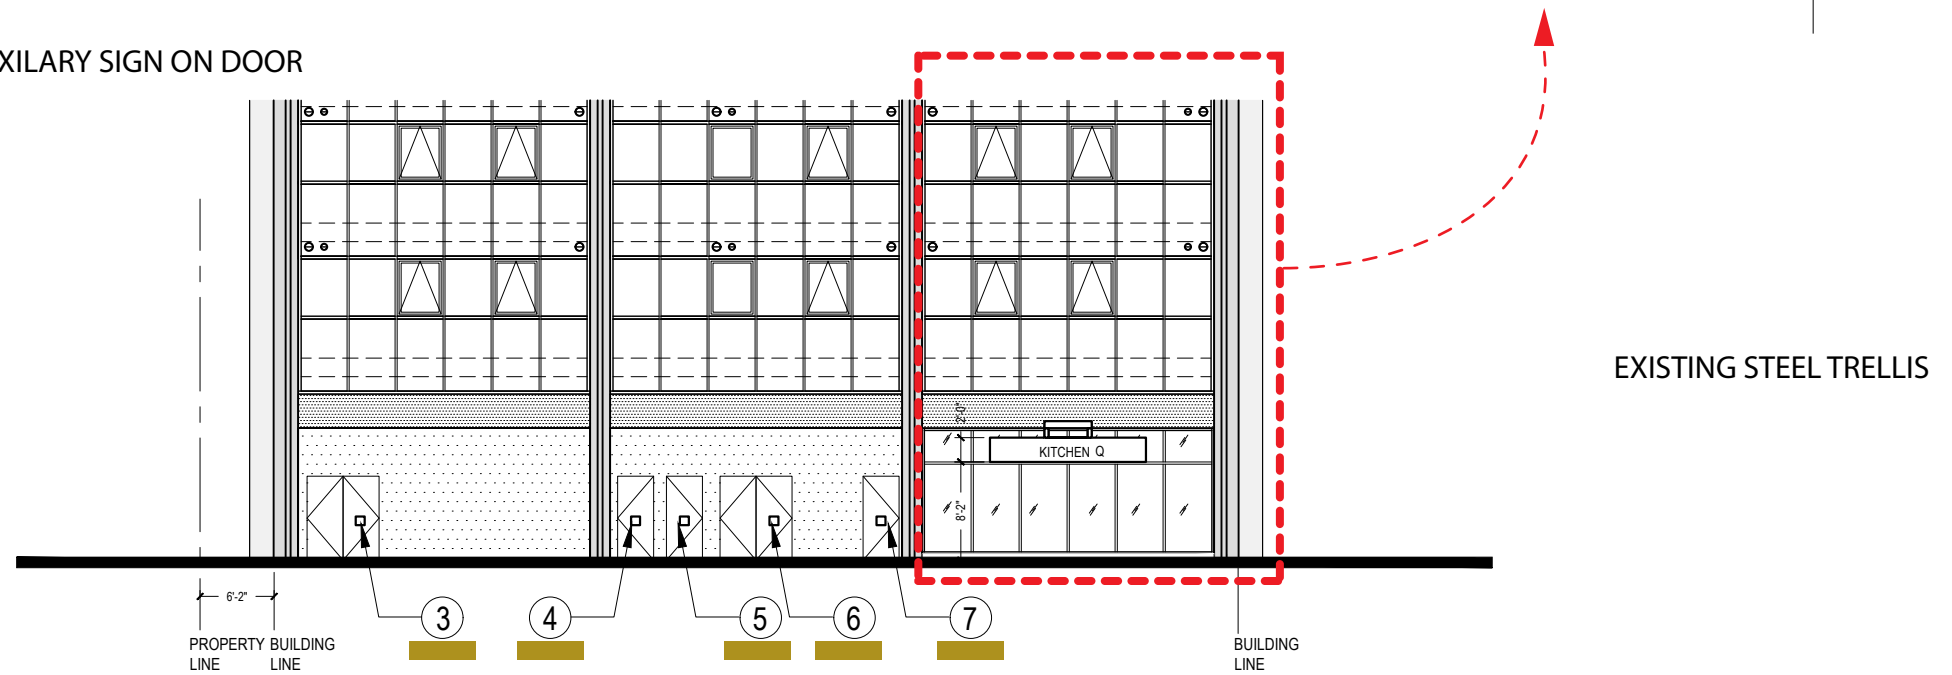 XILARY SIGN ON DOOR
EXISTING STEEL TRELLIS
2'-0"
KITCHEN Q
8'-2"
6'-2"
3
4
5
6
7
PROPERTY LINE
BUILDING LINE
BUILDING LINE